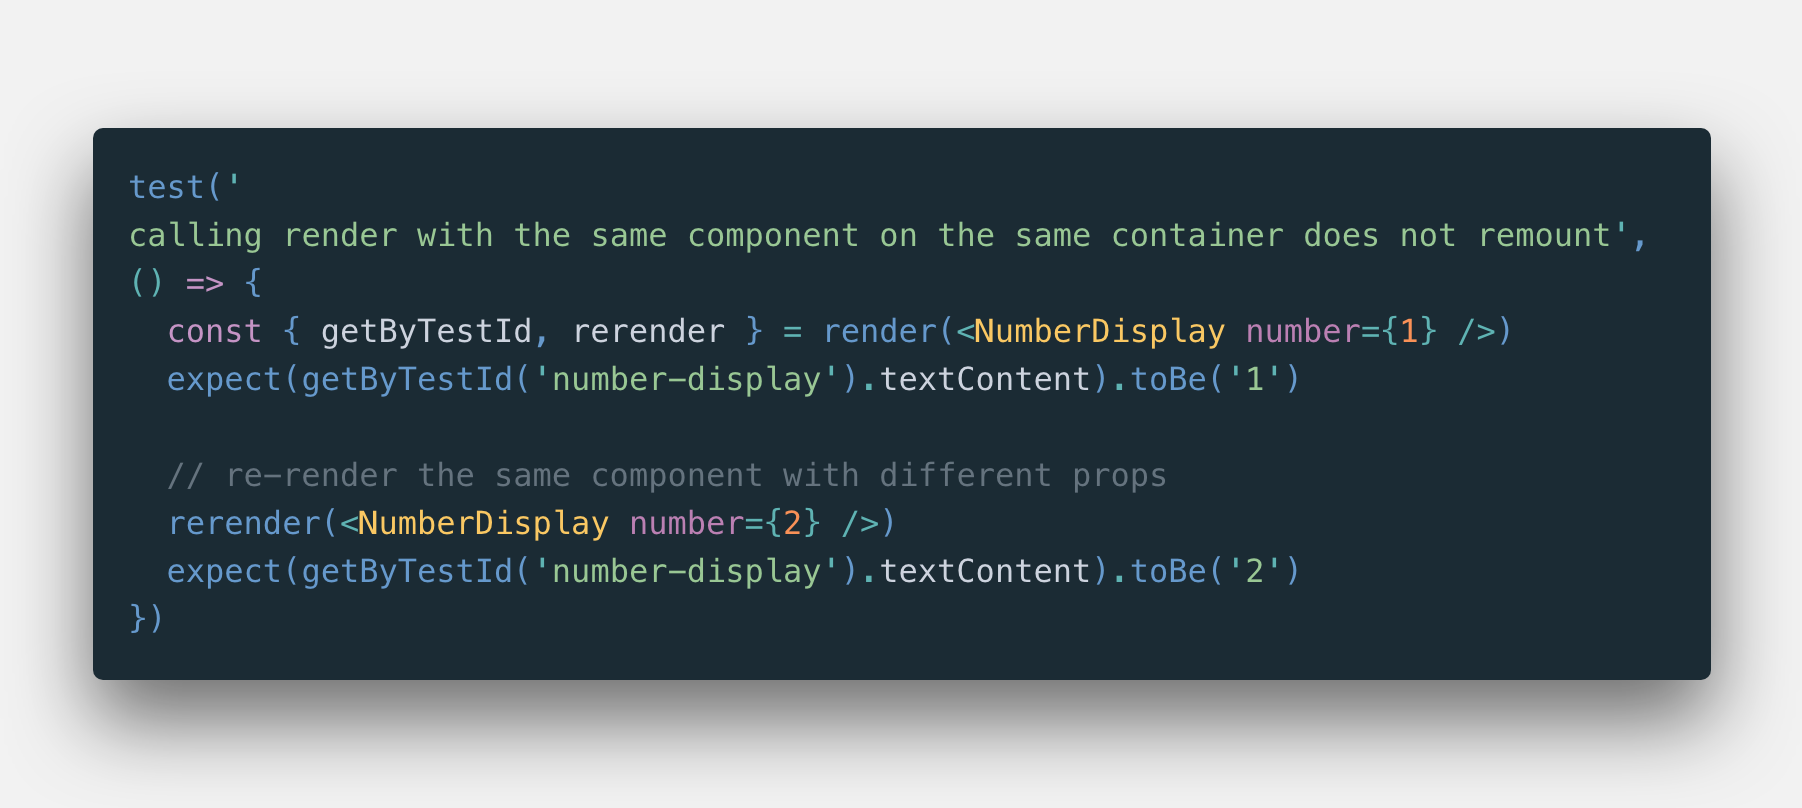 test('
calling render with the same component on the same container does not remount',
() => {
  const { getByTestId, rerender } = render(<NumberDisplay number={1} />)
  expect(getByTestId('number-display').textContent).toBe('1')

  // re-render the same component with different props
  rerender(<NumberDisplay number={2} />)
  expect(getByTestId('number-display').textContent).toBe('2')
})